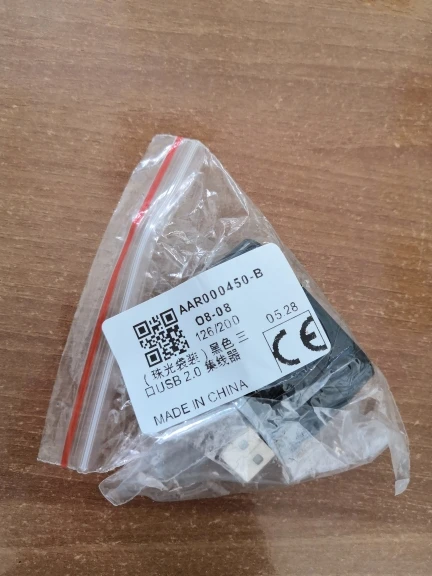 AAR000450-B
O8-08
126/200
05.28
(珠光袋装)黑色 三
口USB 2.0 集线器
MADE IN CHINA
CE